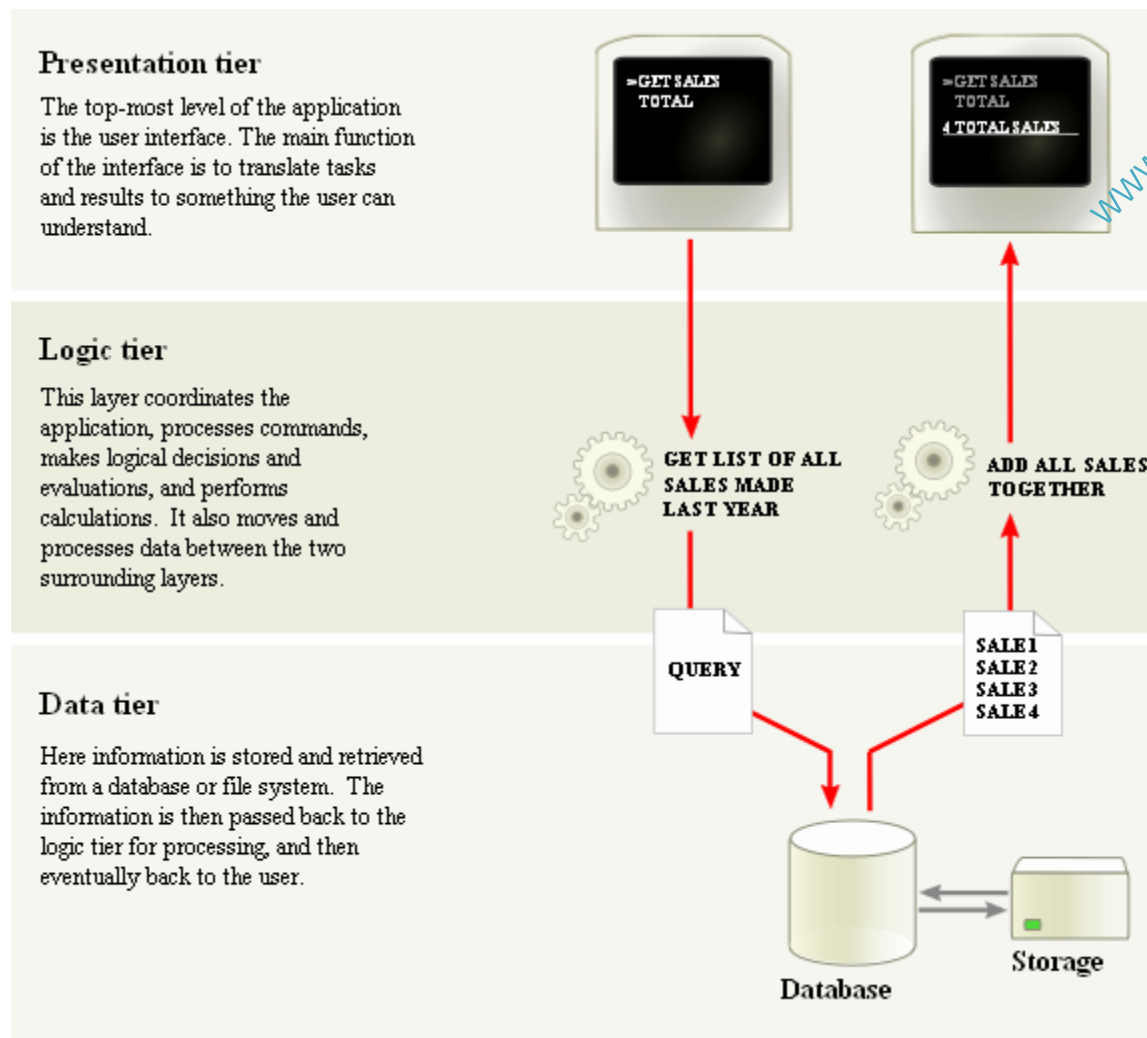 Presentation tier
The top-most level of the application
is the user interface. The main function
of the interface is to translate tasks
and results to something the user can
understand.
>GET SALES
TOTAL
>GET SALES
TOTAL
4 TOTAL SALES
www
Logic tier
This layer coordinates the
application, processes commands,
makes logical decisions and
evaluations, and performs
calculations. It also moves and
processes data between the two
surrounding layers.
GET LIST OF ALL
SALES MADE
LAST YEAR
ADD ALL SALES
TOGETHER
Data tier
Here information is stored and retrieved
from a database or file system. The
information is then passed back to the
logic tier for processing, and then
eventually back to the user.
QUERY
SALE 1
SALE 2
SALE 3
SALE 4
Database
Storage